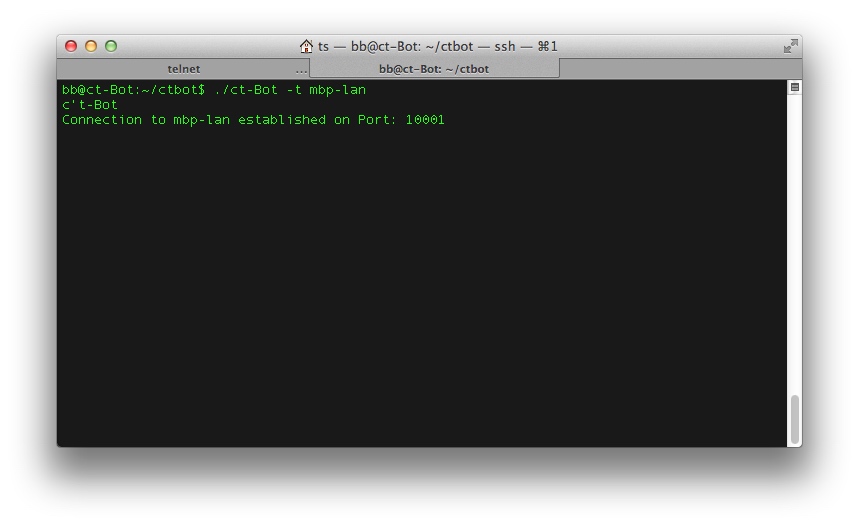 ts — bb@ct-Bot: ~/ctbot — ssh — ⌘1
telnet ... bb@ct-Bot: ~/ctbot
bb@ct-Bot:~/ctbot$ ./ct-Bot -t mbp-lan
c't-Bot
Connection to mbp-lan established on Port: 10001